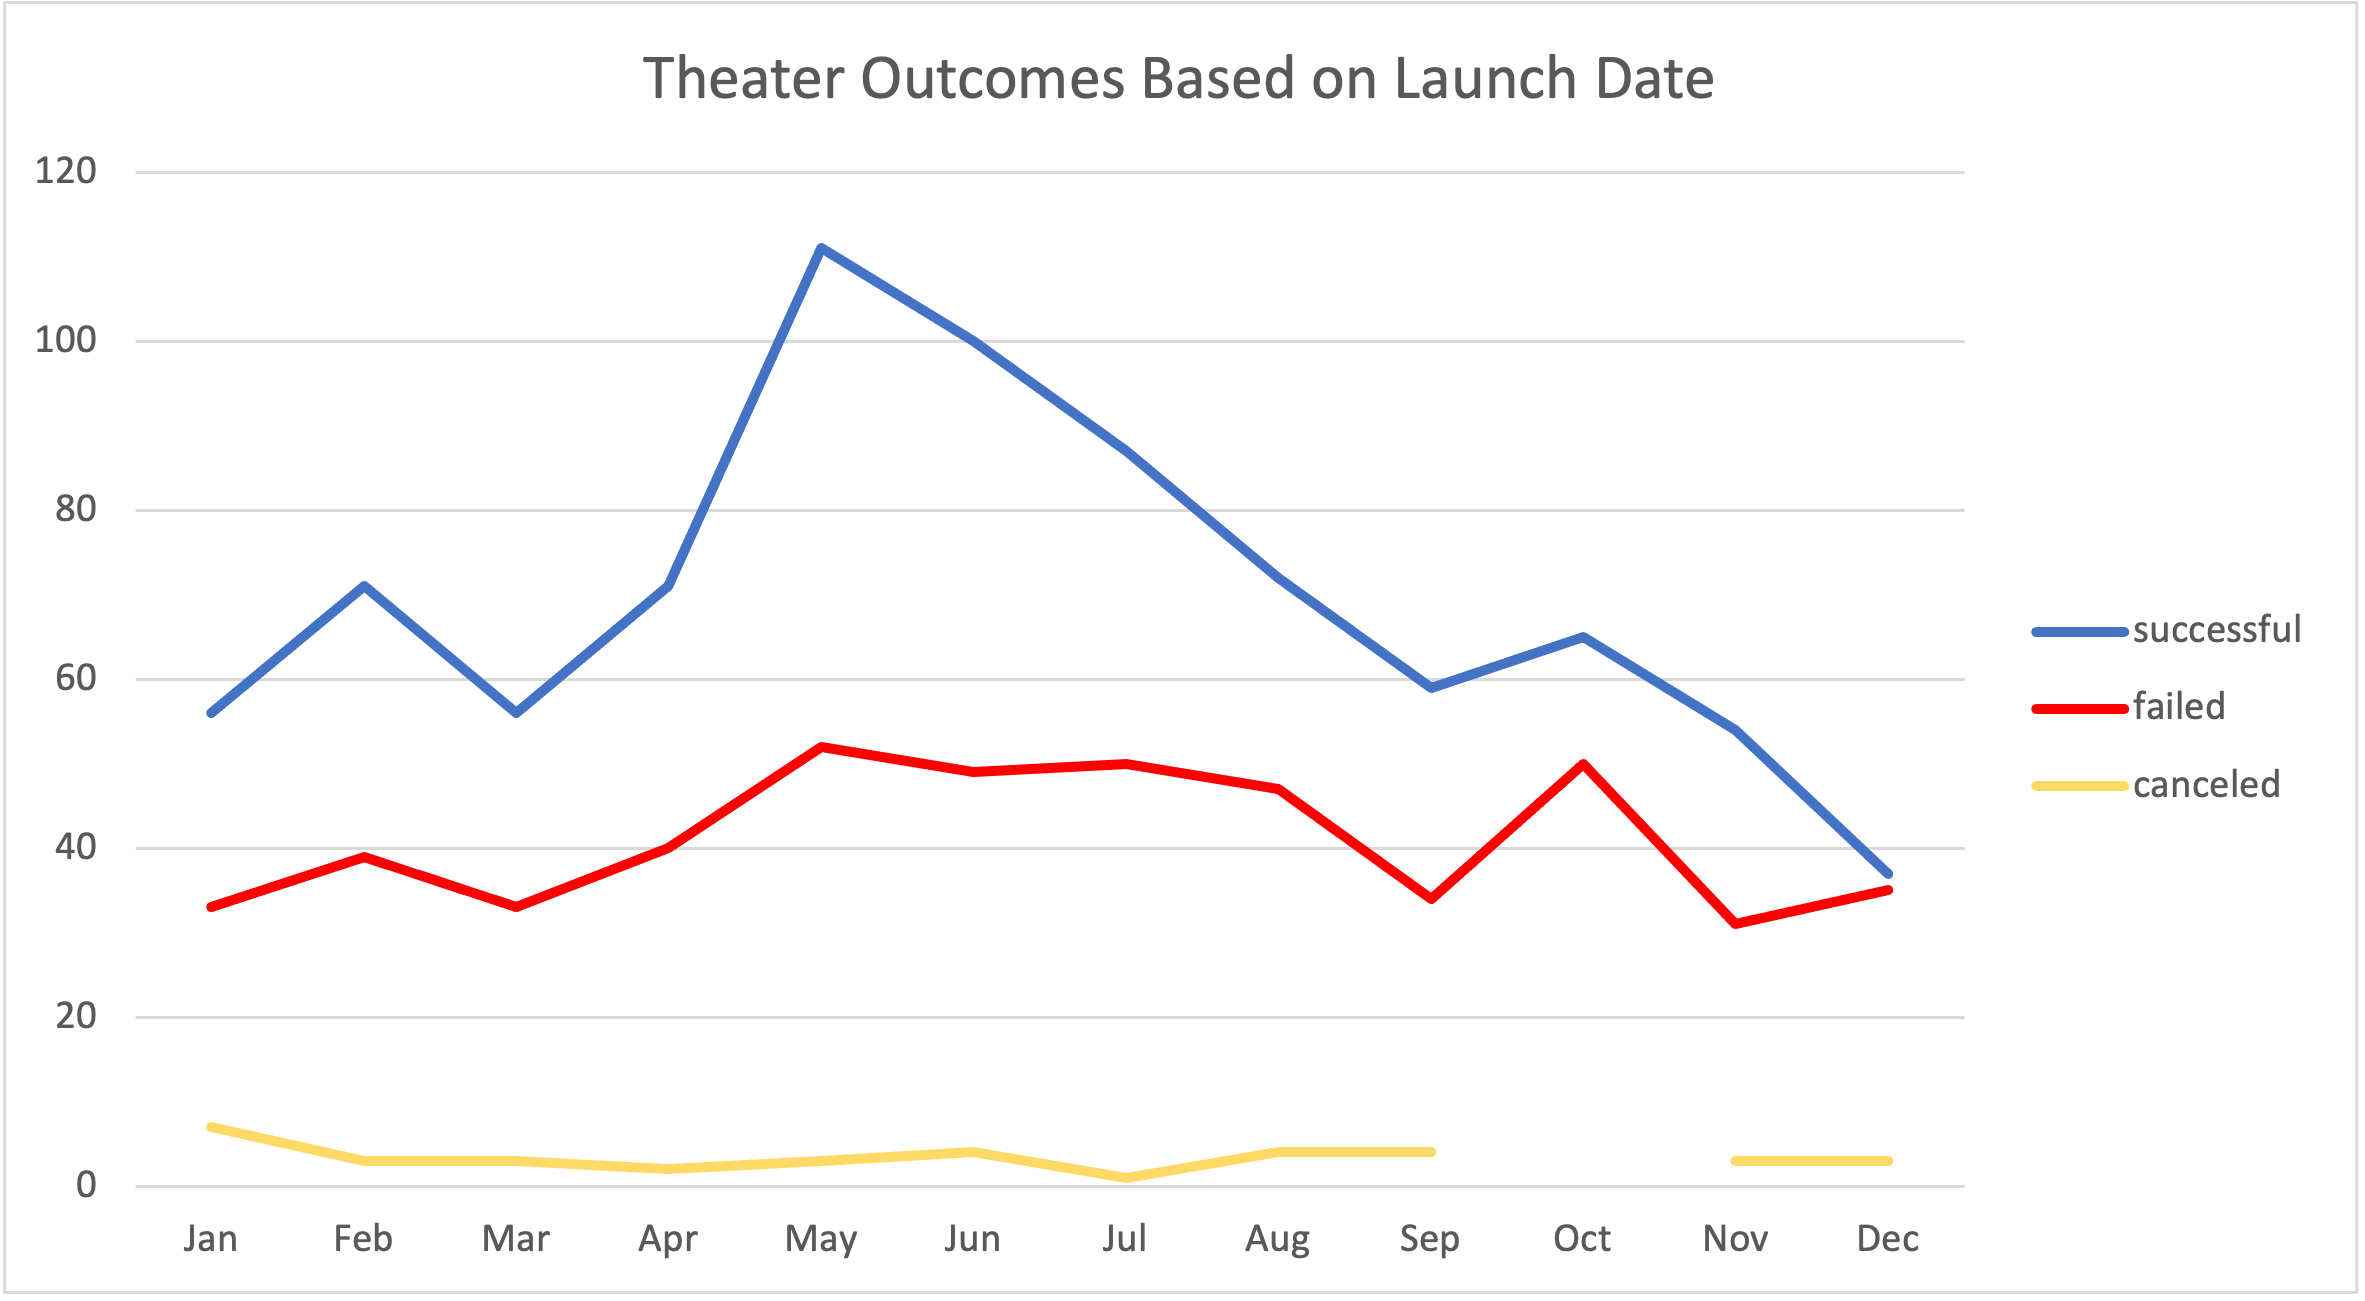 Theater Outcomes Based on Launch Date
120
100
80
60
40
20
0
Jan Feb Mar Apr May Jun Jul Aug Sep Oct Nov Dec
successful
failed
canceled